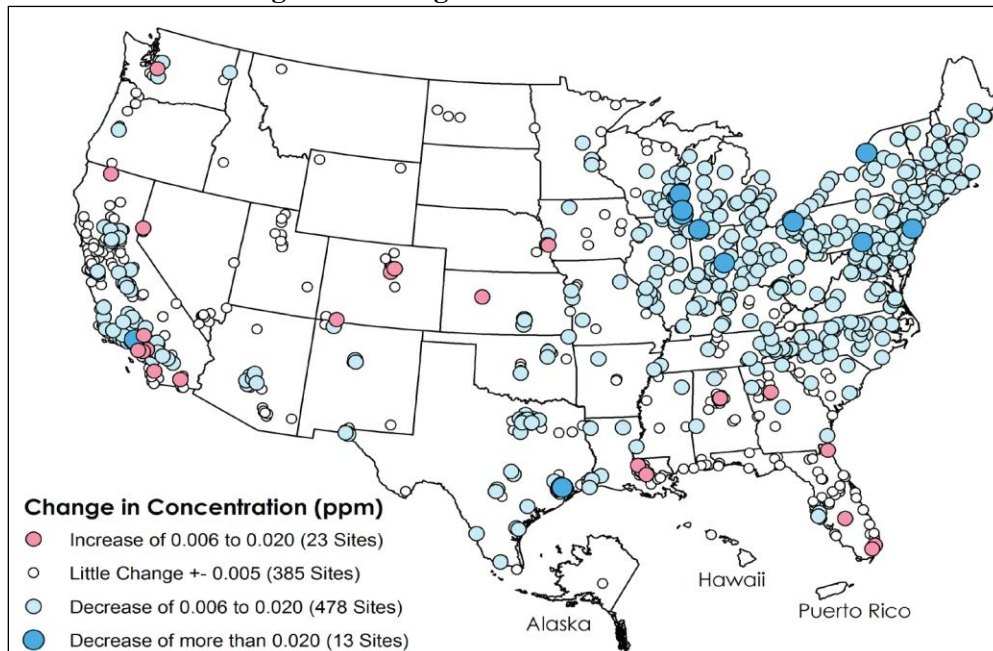 Change in Concentration (ppm)
Increase of 0.006 to 0.020 (23 Sites)
Little Change +- 0.005 (385 Sites)
Decrease of 0.006 to 0.020 (478 Sites)
Decrease of more than 0.020 (13 Sites)
Alaska
Hawaii
Puerto Rico